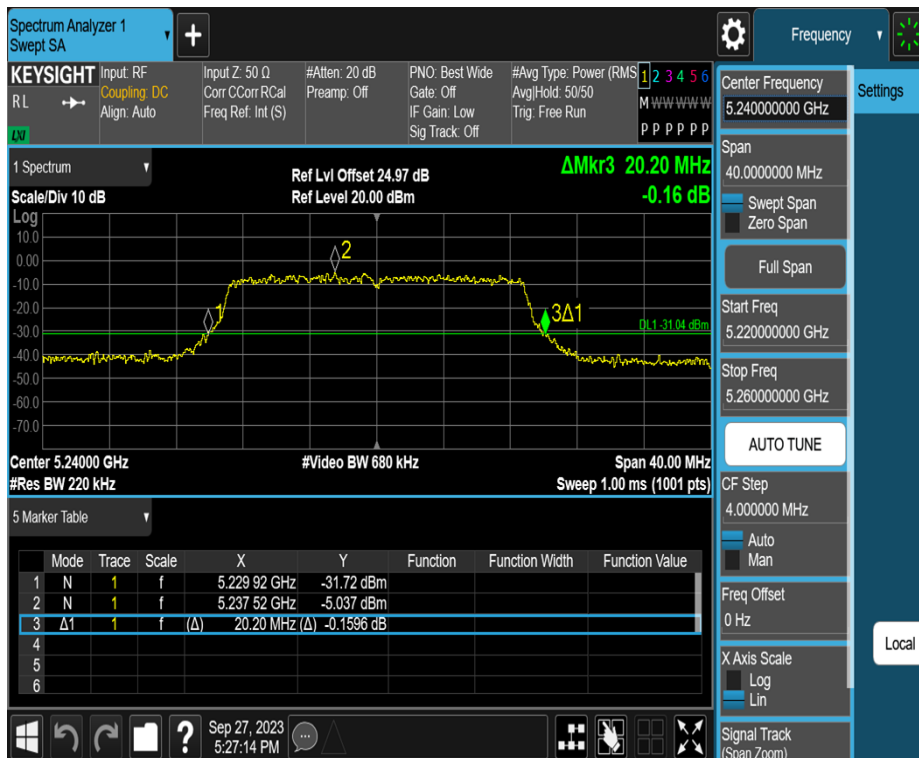 Spectrum Analyzer 1
Swept SA
+
Frequency
KEYSIGHT
Input: RF
Coupling: DC
Align: Auto
Input Z: 50 Ω
Corr CCorr RCal
Freq Ref: Int (S)
#Atten: 20 dB
Preamp: Off
PNO: Best Wide
Gate: Off
IF Gain: Low
Sig Track: Off
#Avg Type: Power (RMS
Avg|Hold: 50/50
Trig: Free Run
1 2 3 4 5 6
M W W W W W
P P P P P P
R L
LXI
1 Spectrum
Scale/Div 10 dB
Ref Lvl Offset 24.97 dB
Ref Level 20.00 dBm
ΔMkr3 20.20 MHz
-0.16 dB
Log
10.0
0.00
-10.0
-20.0
-30.0
-40.0
-50.0
-60.0
-70.0
2
1
3Δ1
DL1 -31.04 dBm
Center 5.24000 GHz
#Video BW 680 kHz
Span 40.00 MHz
#Res BW 220 kHz
Sweep 1.00 ms (1001 pts)
5 Marker Table
Mode Trace Scale X Y Function Function Width Function Value
1 N 1 f 5.229 92 GHz -31.72 dBm
2 N 1 f 5.237 52 GHz -5.037 dBm
3 Δ1 1 f (Δ) 20.20 MHz (Δ) -0.1596 dB
4
5
6
?
Sep 27, 2023
5:27:14 PM
Center Frequency
5.240000000 GHz
Settings
Span
40.0000000 MHz
Swept Span
Zero Span
Full Span
Start Freq
5.220000000 GHz
Stop Freq
5.260000000 GHz
AUTO TUNE
CF Step
4.000000 MHz
Auto
Man
Freq Offset
0 Hz
Local
X Axis Scale
Log
Lin
Signal Track
(Span Zoom)